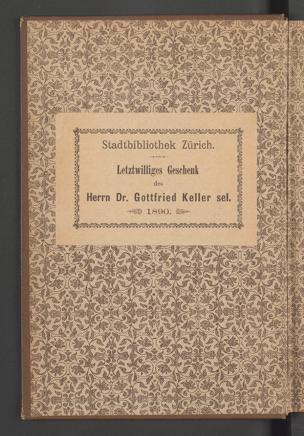 Stadtbibliothek Zürich.
Letztwilliges Geschenk
des
Herrn Dr. Gottfried Keller sel.
1890.